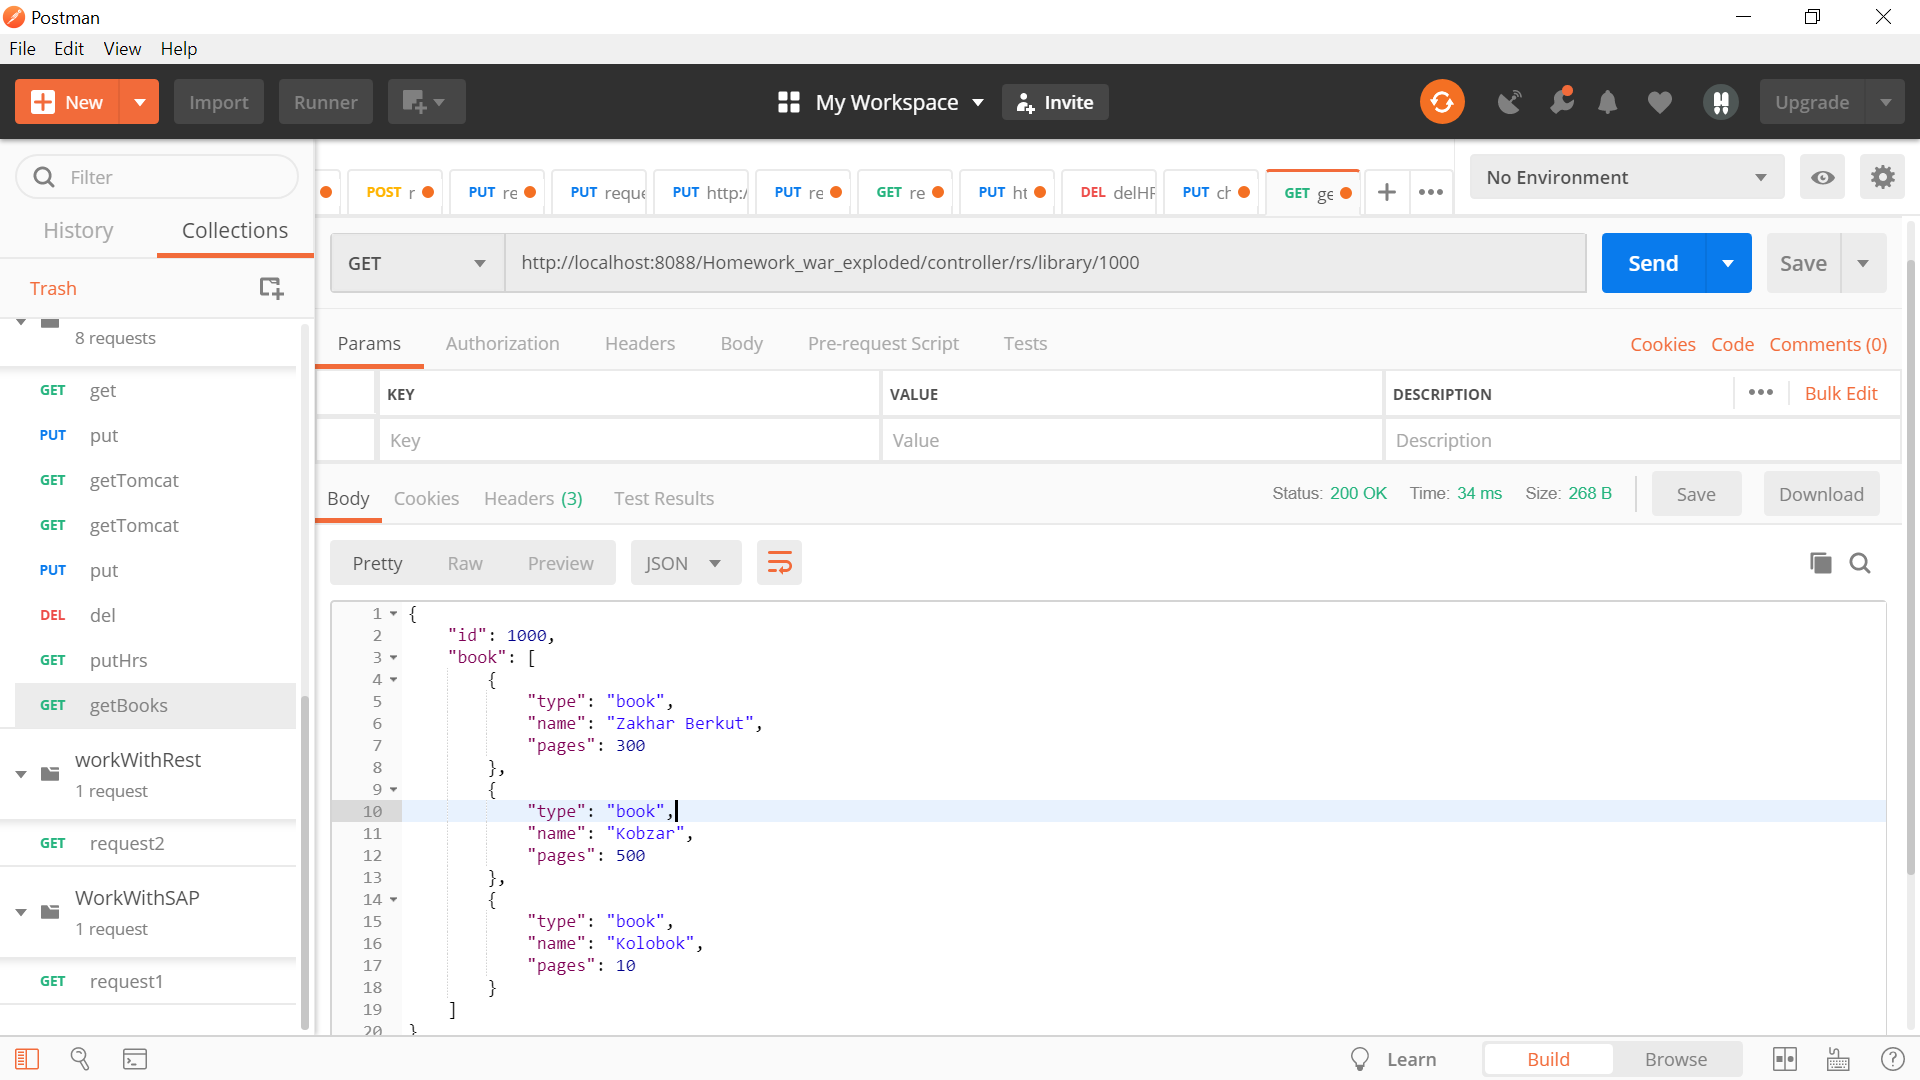 Postman
File Edit View Help
New Import Runner My Workspace Invite Upgrade
Filter
History Collections
Trash
8 requests
GET get
PUT put
GET getTomcat
GET getTomcat
PUT put
DEL del
GET putHrs
GET getBooks
workWithRest
1 request
GET request2
WorkWithSAP
1 request
GET request1
POST r PUT re PUT reque PUT http:/ PUT re GET re PUT ht DEL delHR PUT ch GET ge
No Environment
GET http://localhost:8088/Homework_war_exploded/controller/rs/library/1000 Send Save
Params Authorization Headers Body Pre-request Script Tests Cookies Code Comments (0)
KEY VALUE DESCRIPTION Bulk Edit
Key Value Description
Body Cookies Headers (3) Test Results Status: 200 OK Time: 34 ms Size: 268 B Save Download
Pretty Raw Preview JSON
1 {
2 "id": 1000,
3 "book": [
4 {
5 "type": "book",
6 "name": "Zakhar Berkut",
7 "pages": 300
8 },
9 {
10 "type": "book",
11 "name": "Kobzar",
12 "pages": 500
13 },
14 {
15 "type": "book",
16 "name": "Kolobok",
17 "pages": 10
18 }
19 ]
20 }
Learn Build Browse